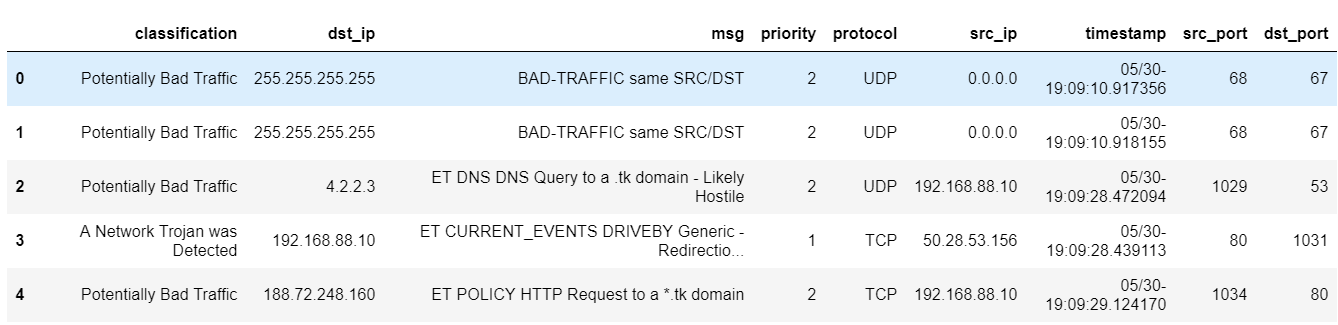 classification dst_ip msg priority protocol src_ip timestamp src_port dst_port
0 Potentially Bad Traffic 255.255.255.255 BAD-TRAFFIC same SRC/DST 2 UDP 0.0.0.0 05/30-
19:09:10.917356 68 67
1 Potentially Bad Traffic 255.255.255.255 BAD-TRAFFIC same SRC/DST 2 UDP 0.0.0.0 05/30-
19:09:10.918155 68 67
2 Potentially Bad Traffic 4.2.2.3 ET DNS DNS Query to a .tk domain - Likely
Hostile 2 UDP 192.168.88.10 05/30-
19:09:28.472094 1029 53
3 A Network Trojan was
Detected 192.168.88.10 ET CURRENT_EVENTS DRIVEBY Generic -
Redirectio... 1 TCP 50.28.53.156 05/30-
19:09:28.439113 80 1031
4 Potentially Bad Traffic 188.72.248.160 ET POLICY HTTP Request to a *.tk domain 2 TCP 192.168.88.10 05/30-
19:09:29.124170 1034 80